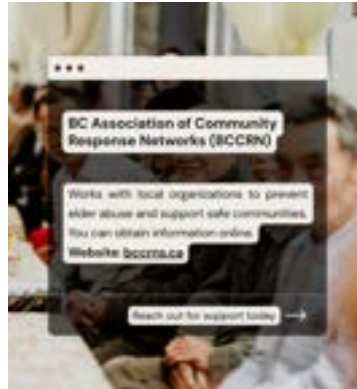 BC Association of Community
Response Networks (BCCRN)
Works with local organizations to prevent
elder abuse and support safe communities.
You can obtain information online.
Website: bccrns.ca
Reach out for support today